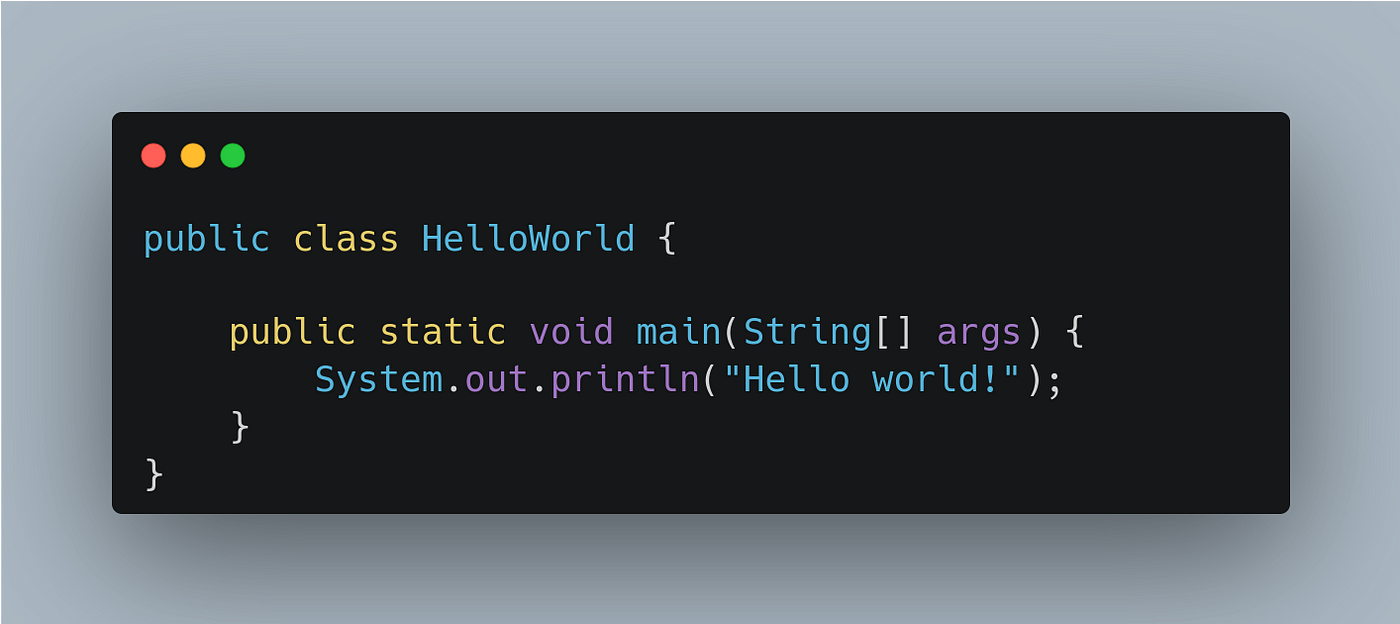 public class HelloWorld {
    public static void main(String[] args) {
        System.out.println("Hello world!");
    }
}